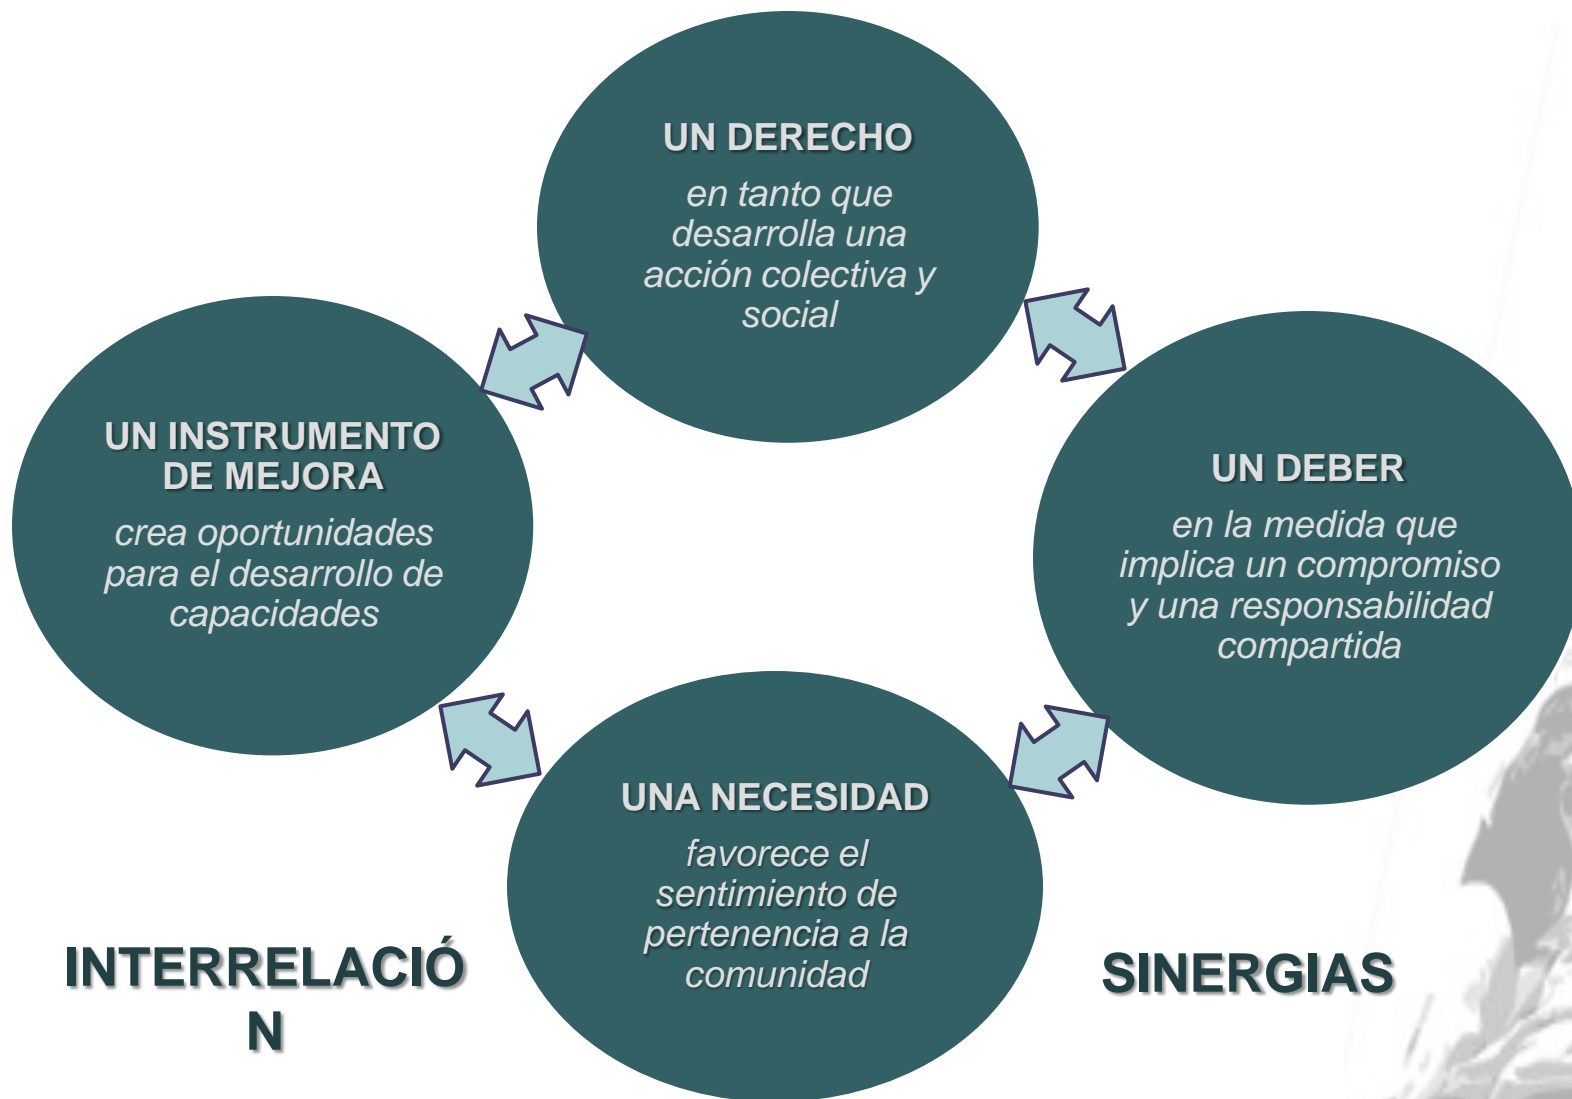 UN DERECHO
en tanto que
desarrolla una
acción colectiva y
social
UN INSTRUMENTO
DE MEJORA
crea oportunidades
para el desarrollo de
capacidades
UN DEBER
en la medida que
implica un compromiso
y una responsabilidad
compartida
UNA NECESIDAD
favorece el
sentimiento de
pertenencia a la
comunidad
INTERRELACIÓ
N
SINERGIAS